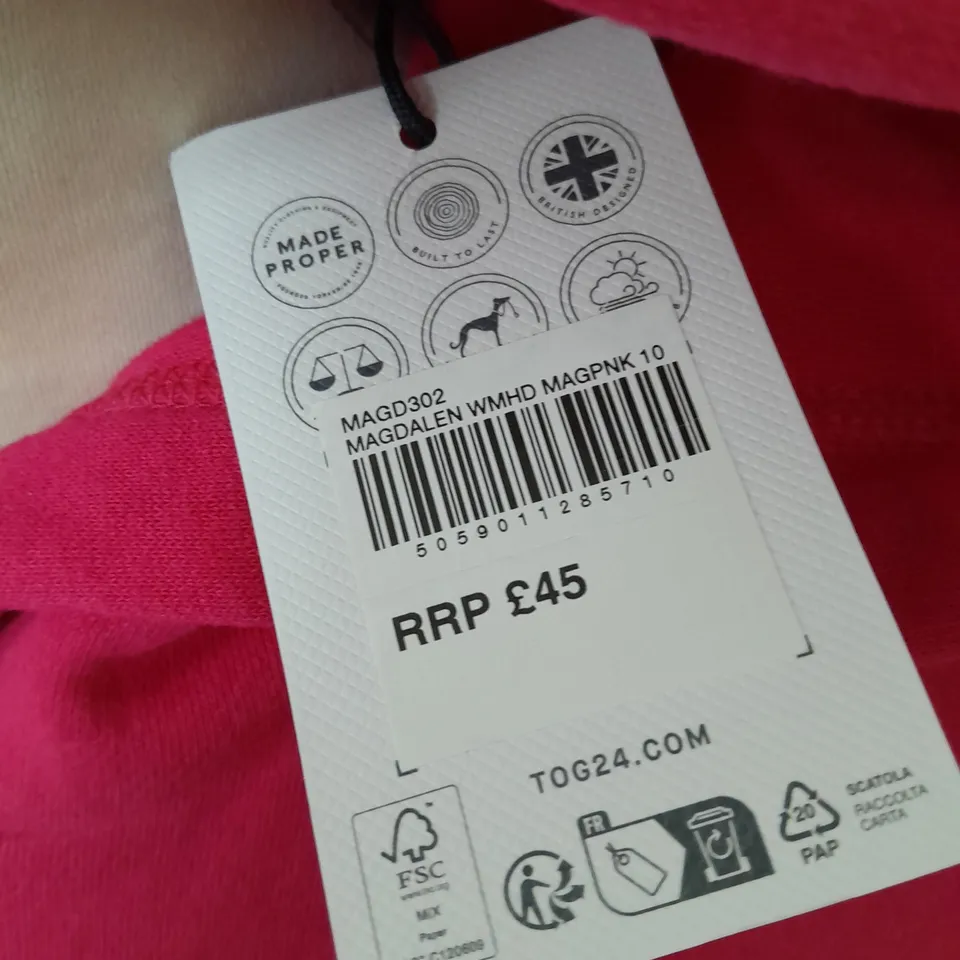 MADE
PROPER
BUILT TO LAST
BRITISH DESIGNED
MAGD302
MAGDALEN WMHD MAGPNK 10
5059011285710
RRP £45
TOG24.COM
FSC
MIX
Paper
FR
20
PAP
SCATOLA
RACCOLTA
CARTA